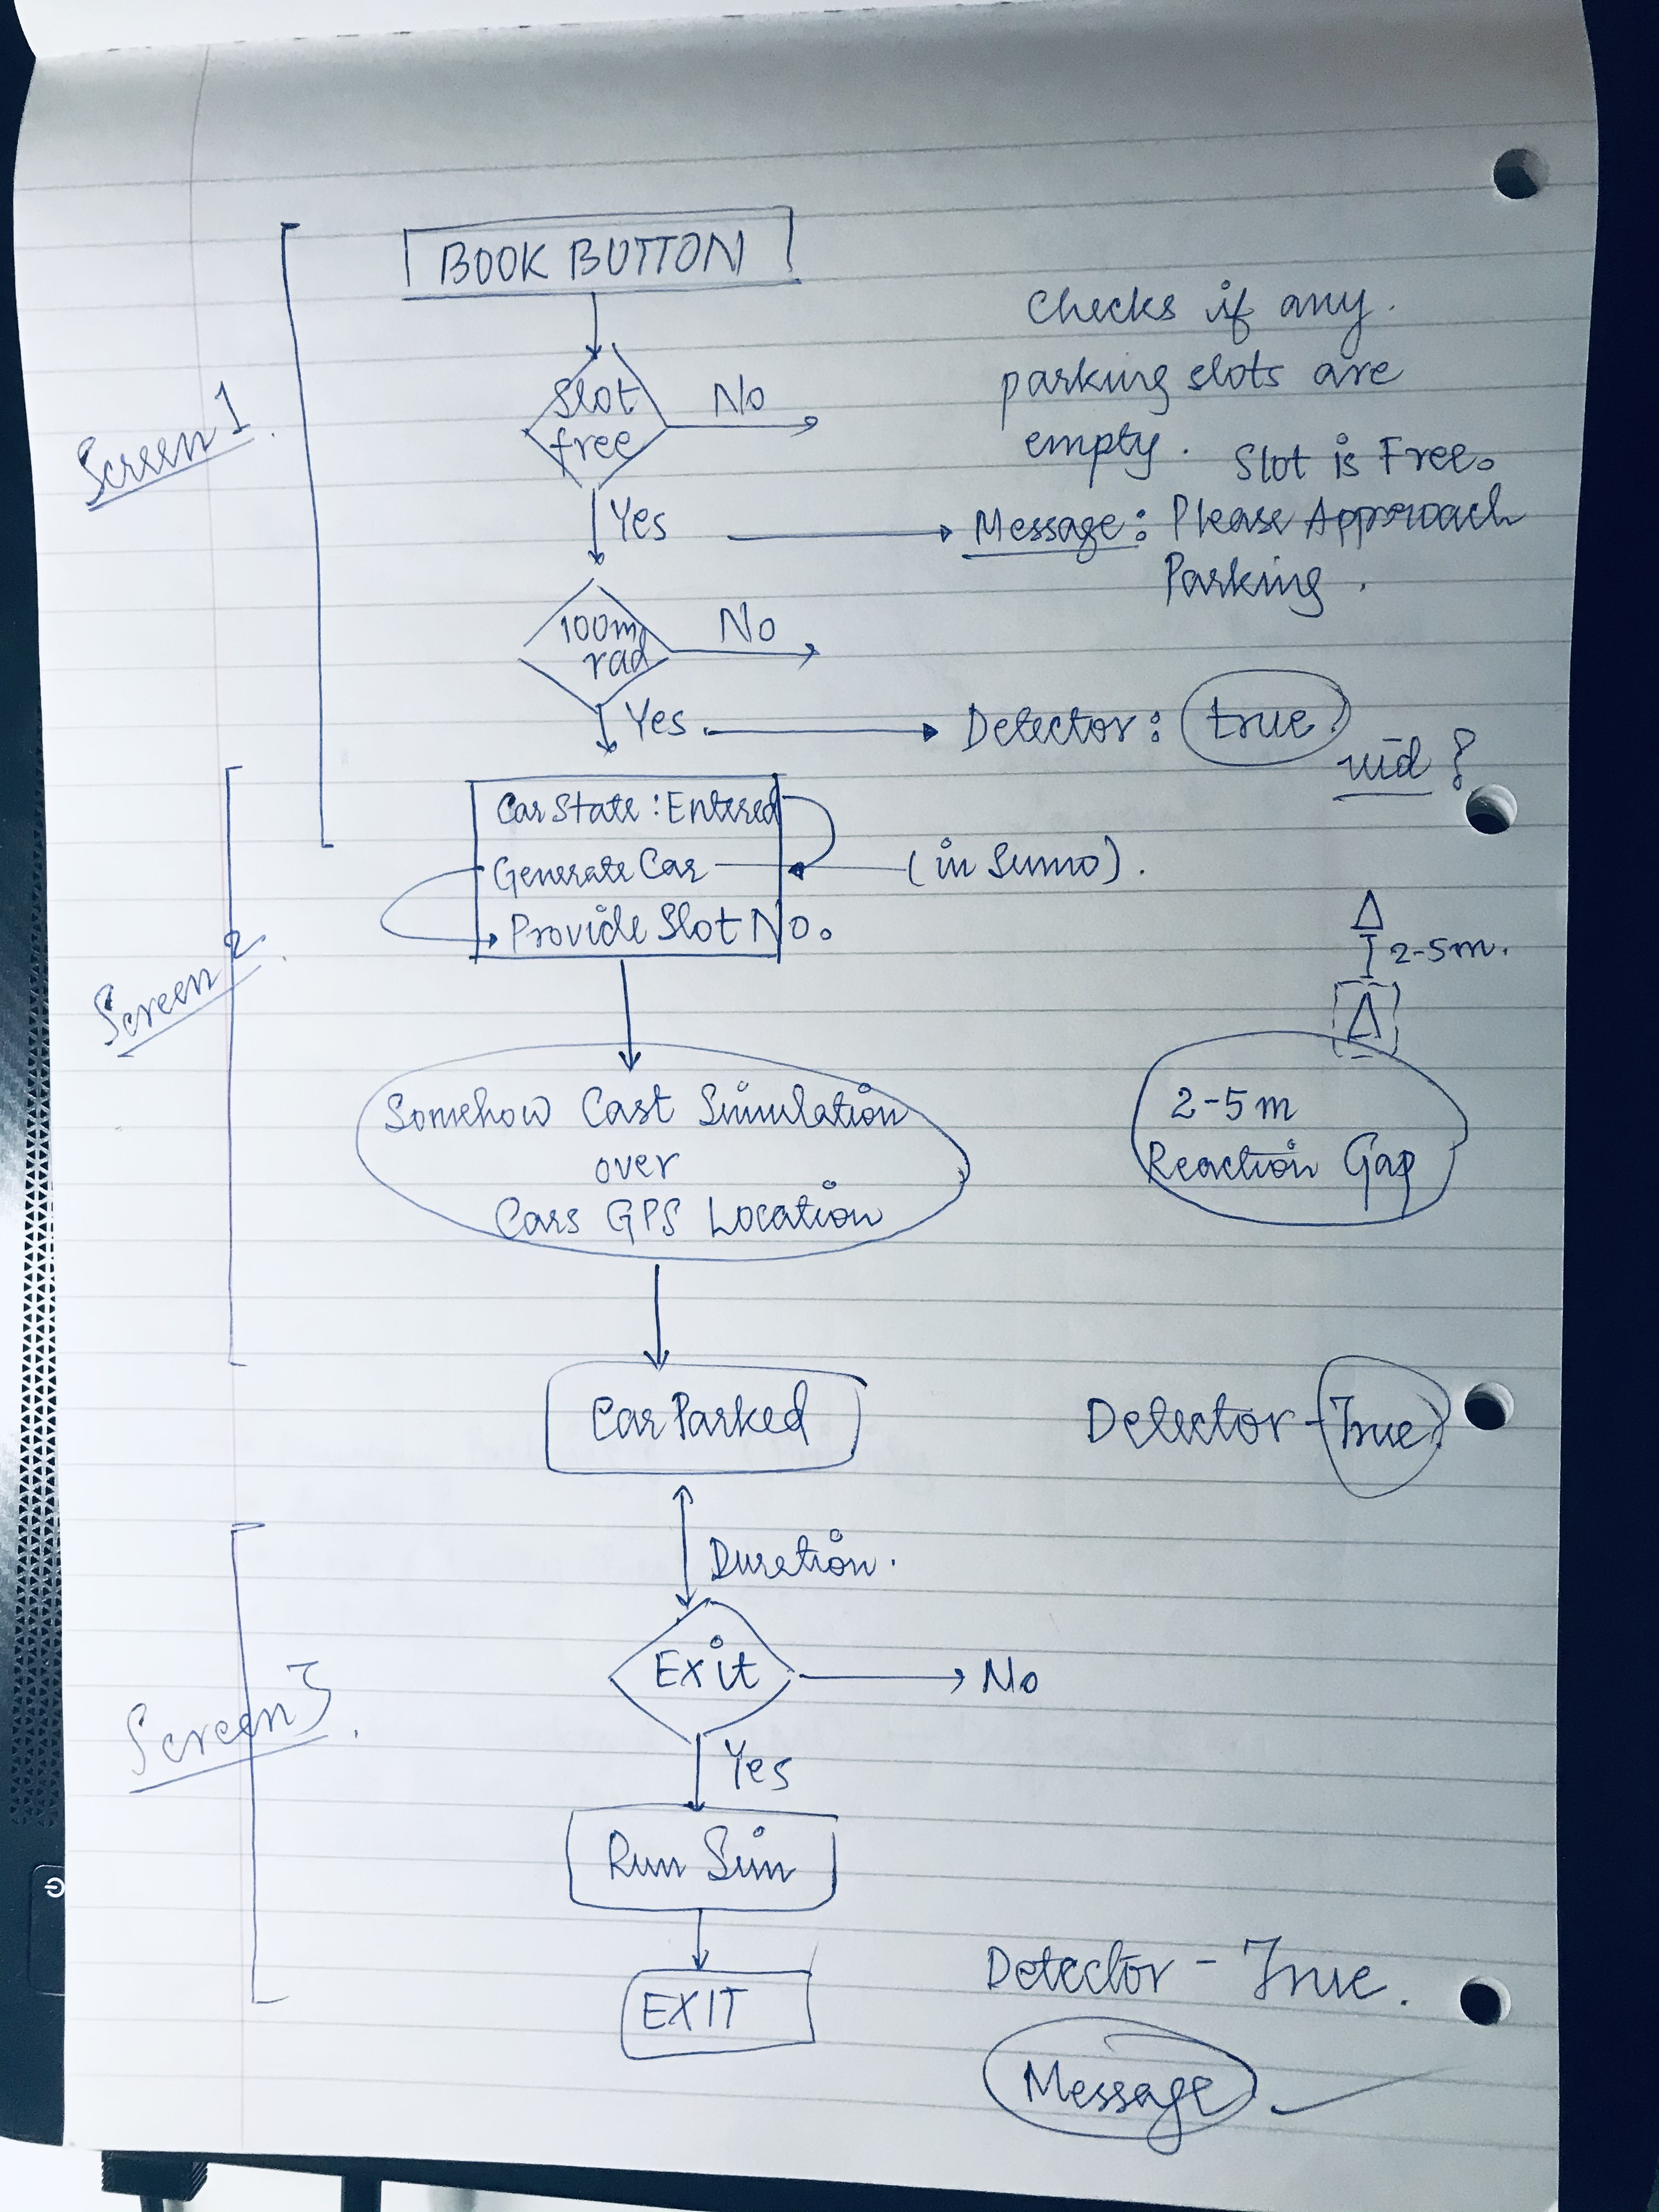 BOOK BUTTON
Checks if any.
parking slots are
empty.
Screen 1.
Slot
free
No
Slot is Free.
Yes
Message: Please Approach
Parking.
100m
rad
No
Yes.
Detector: true
uid?
Car State: Entered
Generate Car
(in Sumo).
Provide Slot No.
Screen 2.
2-5m.
Somehow Cast Simulation
over
Cars GPS Location
2-5m
Reaction Gap
Car Parked
Detector - True
Duration.
Screen 3.
Exit
No
Yes
Run Sim
EXIT
Detector - True.
Message